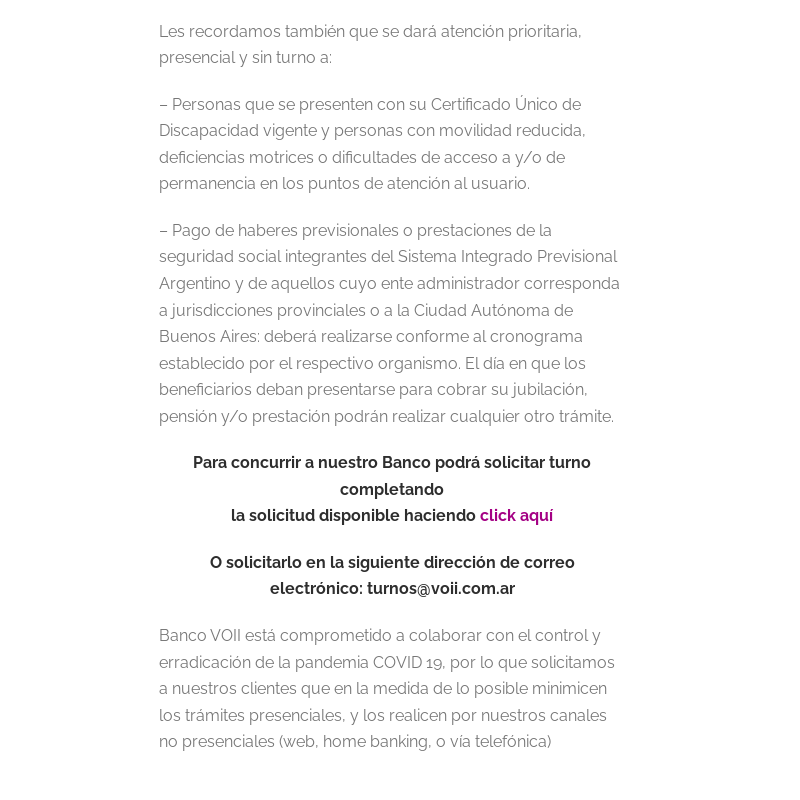 Les recordamos también que se dará atención prioritaria,
presencial y sin turno a:
– Personas que se presenten con su Certificado Único de
Discapacidad vigente y personas con movilidad reducida,
deficiencias motrices o dificultades de acceso a y/o de
permanencia en los puntos de atención al usuario.
– Pago de haberes previsionales o prestaciones de la
seguridad social integrantes del Sistema Integrado Previsional
Argentino y de aquellos cuyo ente administrador corresponda
a jurisdicciones provinciales o a la Ciudad Autónoma de
Buenos Aires: deberá realizarse conforme al cronograma
establecido por el respectivo organismo. El día en que los
beneficiarios deban presentarse para cobrar su jubilación,
pensión y/o prestación podrán realizar cualquier otro trámite.
Para concurrir a nuestro Banco podrá solicitar turno
completando
la solicitud disponible haciendo click aquí
O solicitarlo en la siguiente dirección de correo
electrónico: turnos@voii.com.ar
Banco VOII está comprometido a colaborar con el control y
erradicación de la pandemia COVID 19, por lo que solicitamos
a nuestros clientes que en la medida de lo posible minimicen
los trámites presenciales, y los realicen por nuestros canales
no presenciales (web, home banking, o vía telefónica)